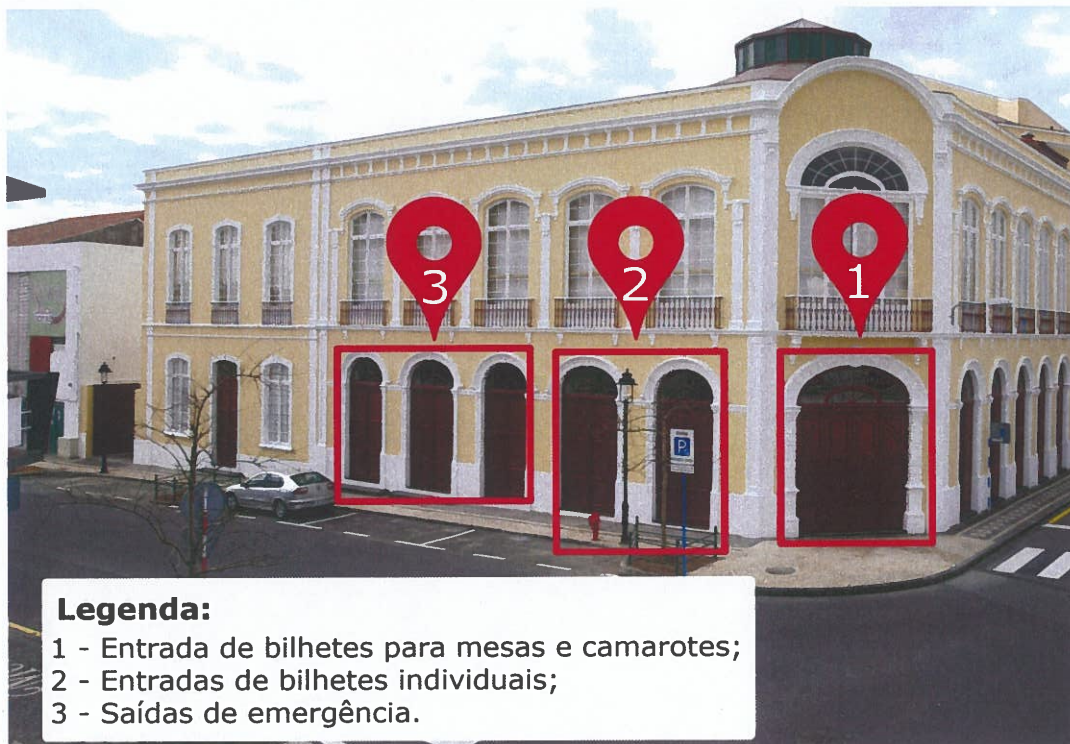 3
2
1
P
Legenda:
1 - Entrada de bilhetes para mesas e camarotes;
2 - Entradas de bilhetes individuais;
3 - Saídas de emergência.